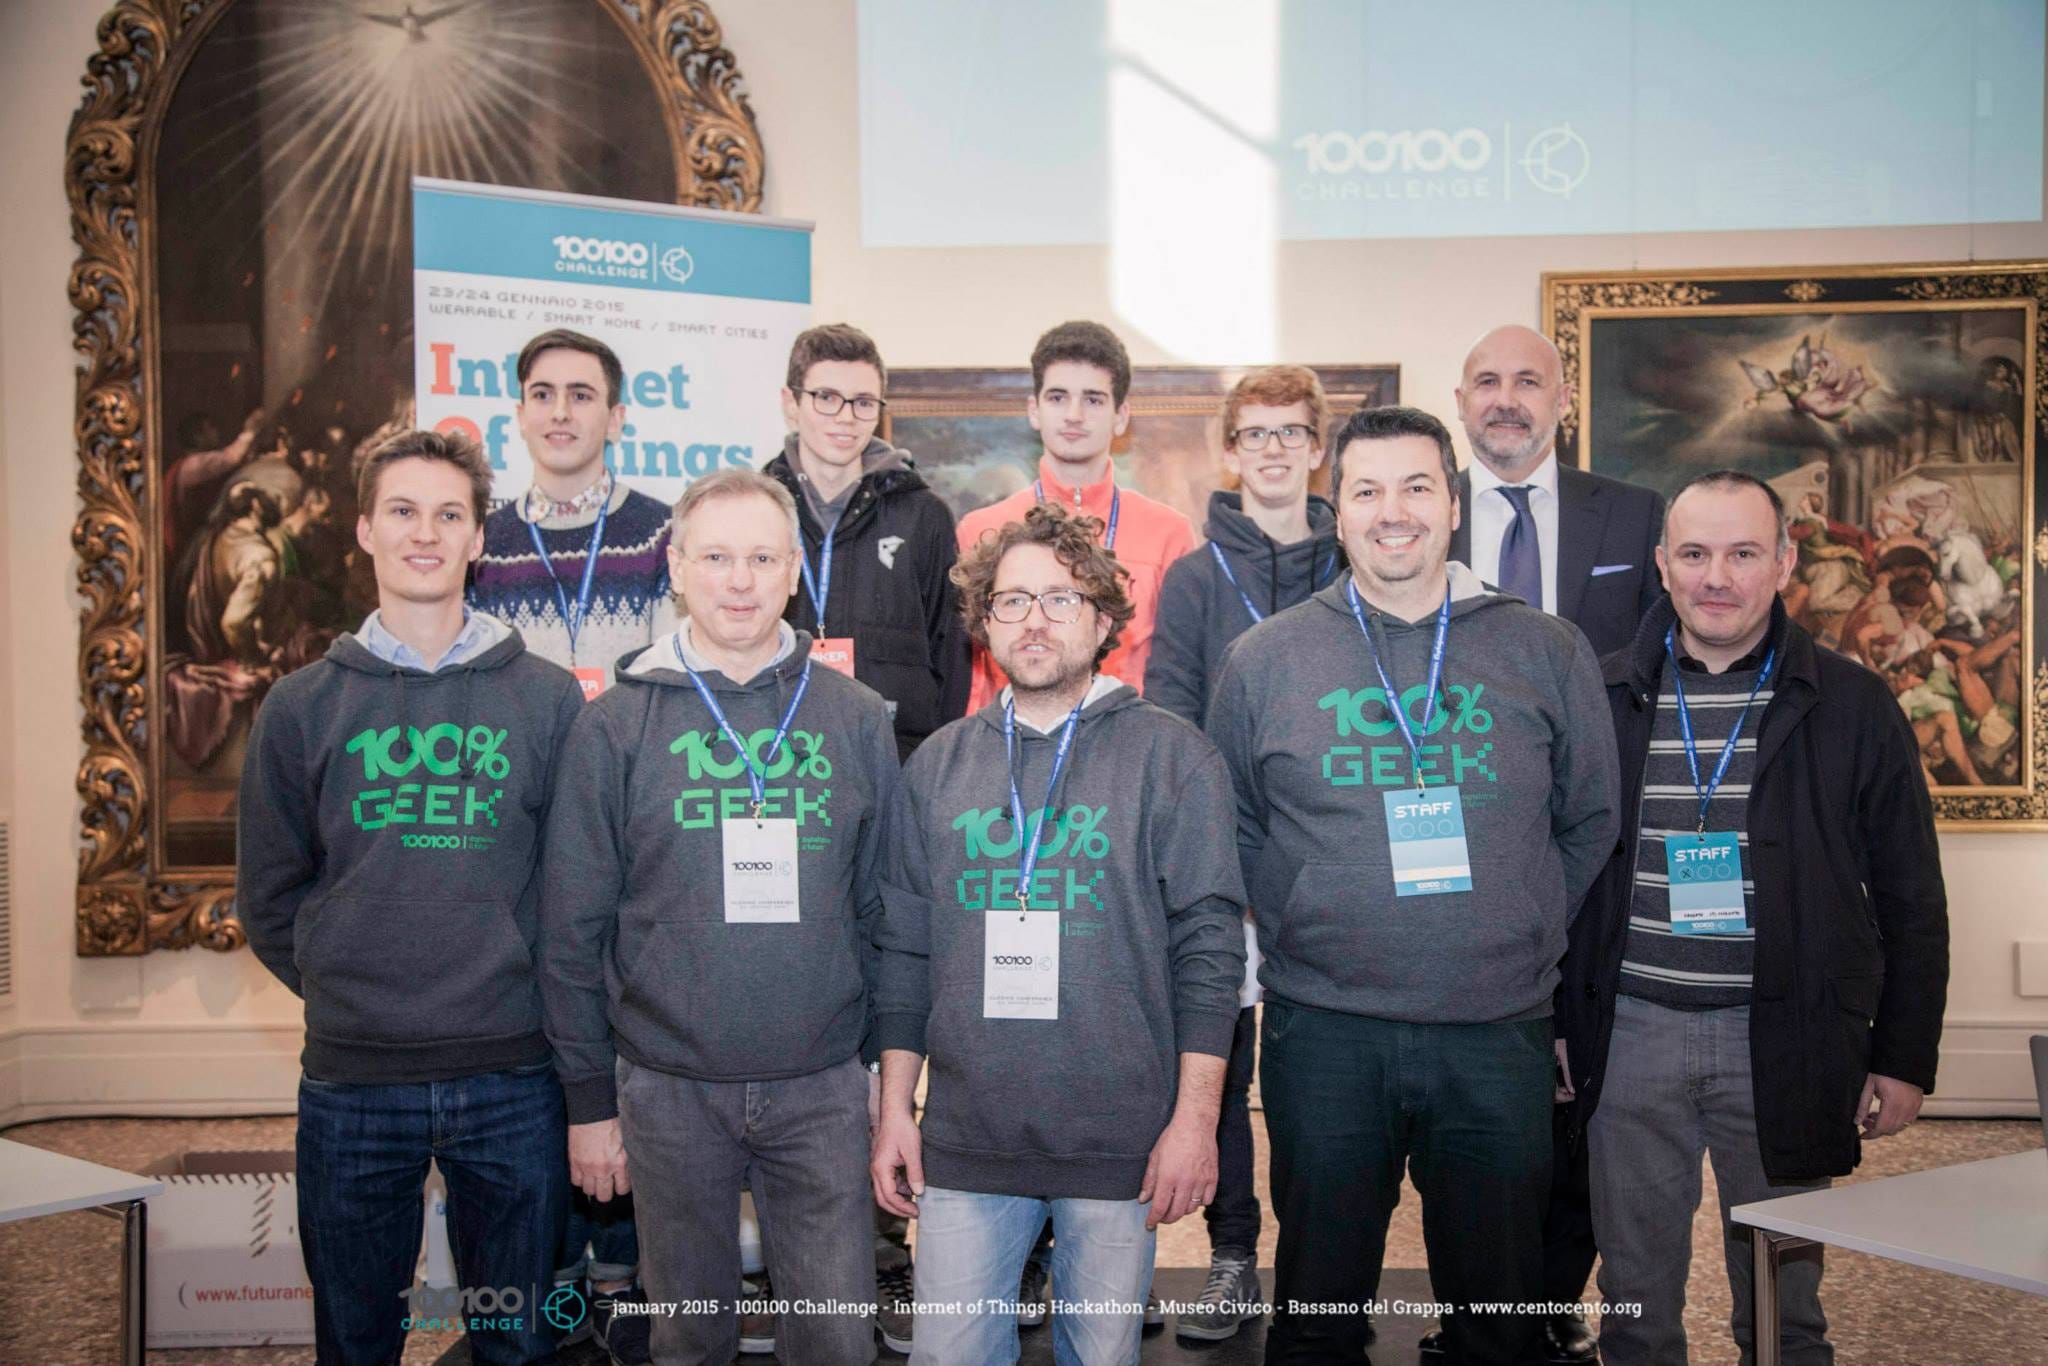 100100
CHALLENGE
100100
CHALLENGE
23/24 GENNAIO 2015
WEARABLE / SMART HOME / SMART CITIES
Internet
Of Things
100%
GEEK
100100
100%
GEEK
100%
GEEK
100%
GEEK
100100
CHALLENGE
100100
CHALLENGE
STAFF
100100
STAFF
100100
www.futurane
100100
CHALLENGE
january 2015 - 100100 Challenge - Internet of Things Hackathon - Museo Civico - Bassano del Grappa - www.centocento.org